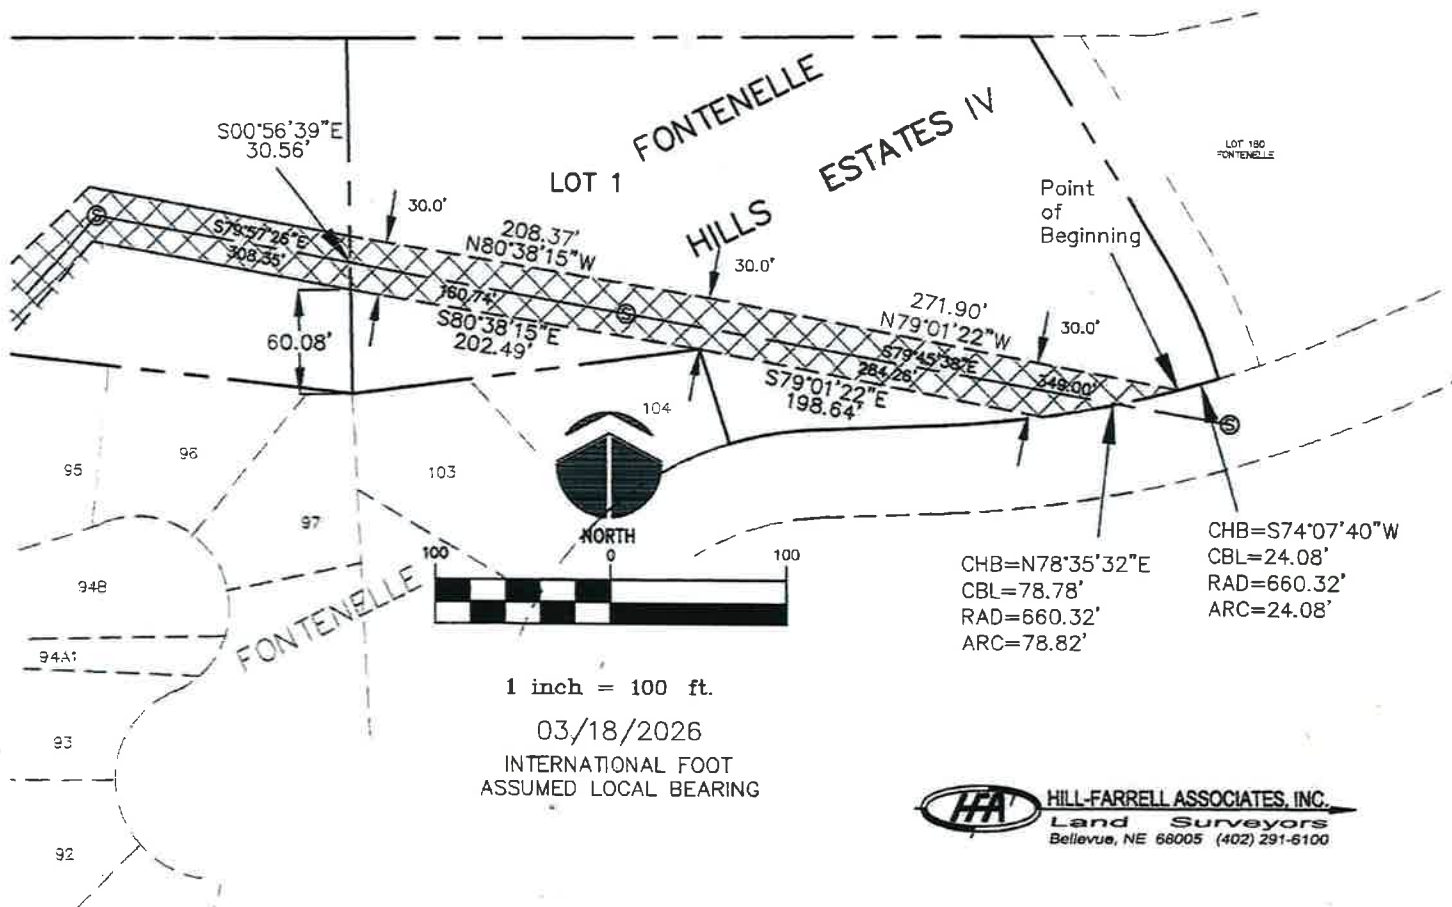 FONTENELLE
ESTATES IV
HILLS
LOT 1
LOT 180
FONTENELLE
S00°56'39"E
30.56'
30.0'
208.37'
N80°38'15"W
30.0'
Point
of
Beginning
S79°57'26"E
308.35'
160.74'
S80°38'15"E
202.49'
271.90'
N79°01'22"W
30.0'
S79°45'38"E
284.26'
349.00'
S79°01'22"E
198.64'
60.08'
S
S
S
104
103
95
96
97
94B
94A1
93
92
FONTENELLE
NORTH
100 0 100
CHB=N78°35'32"E
CBL=78.78'
RAD=660.32'
ARC=78.82'
CHB=S74°07'40"W
CBL=24.08'
RAD=660.32'
ARC=24.08'
1 inch = 100 ft.
03/18/2026
INTERNATIONAL FOOT
ASSUMED LOCAL BEARING
HFA
HILL-FARRELL ASSOCIATES, INC.
Land Surveyors
Bellevue, NE 68005 (402) 291-6100